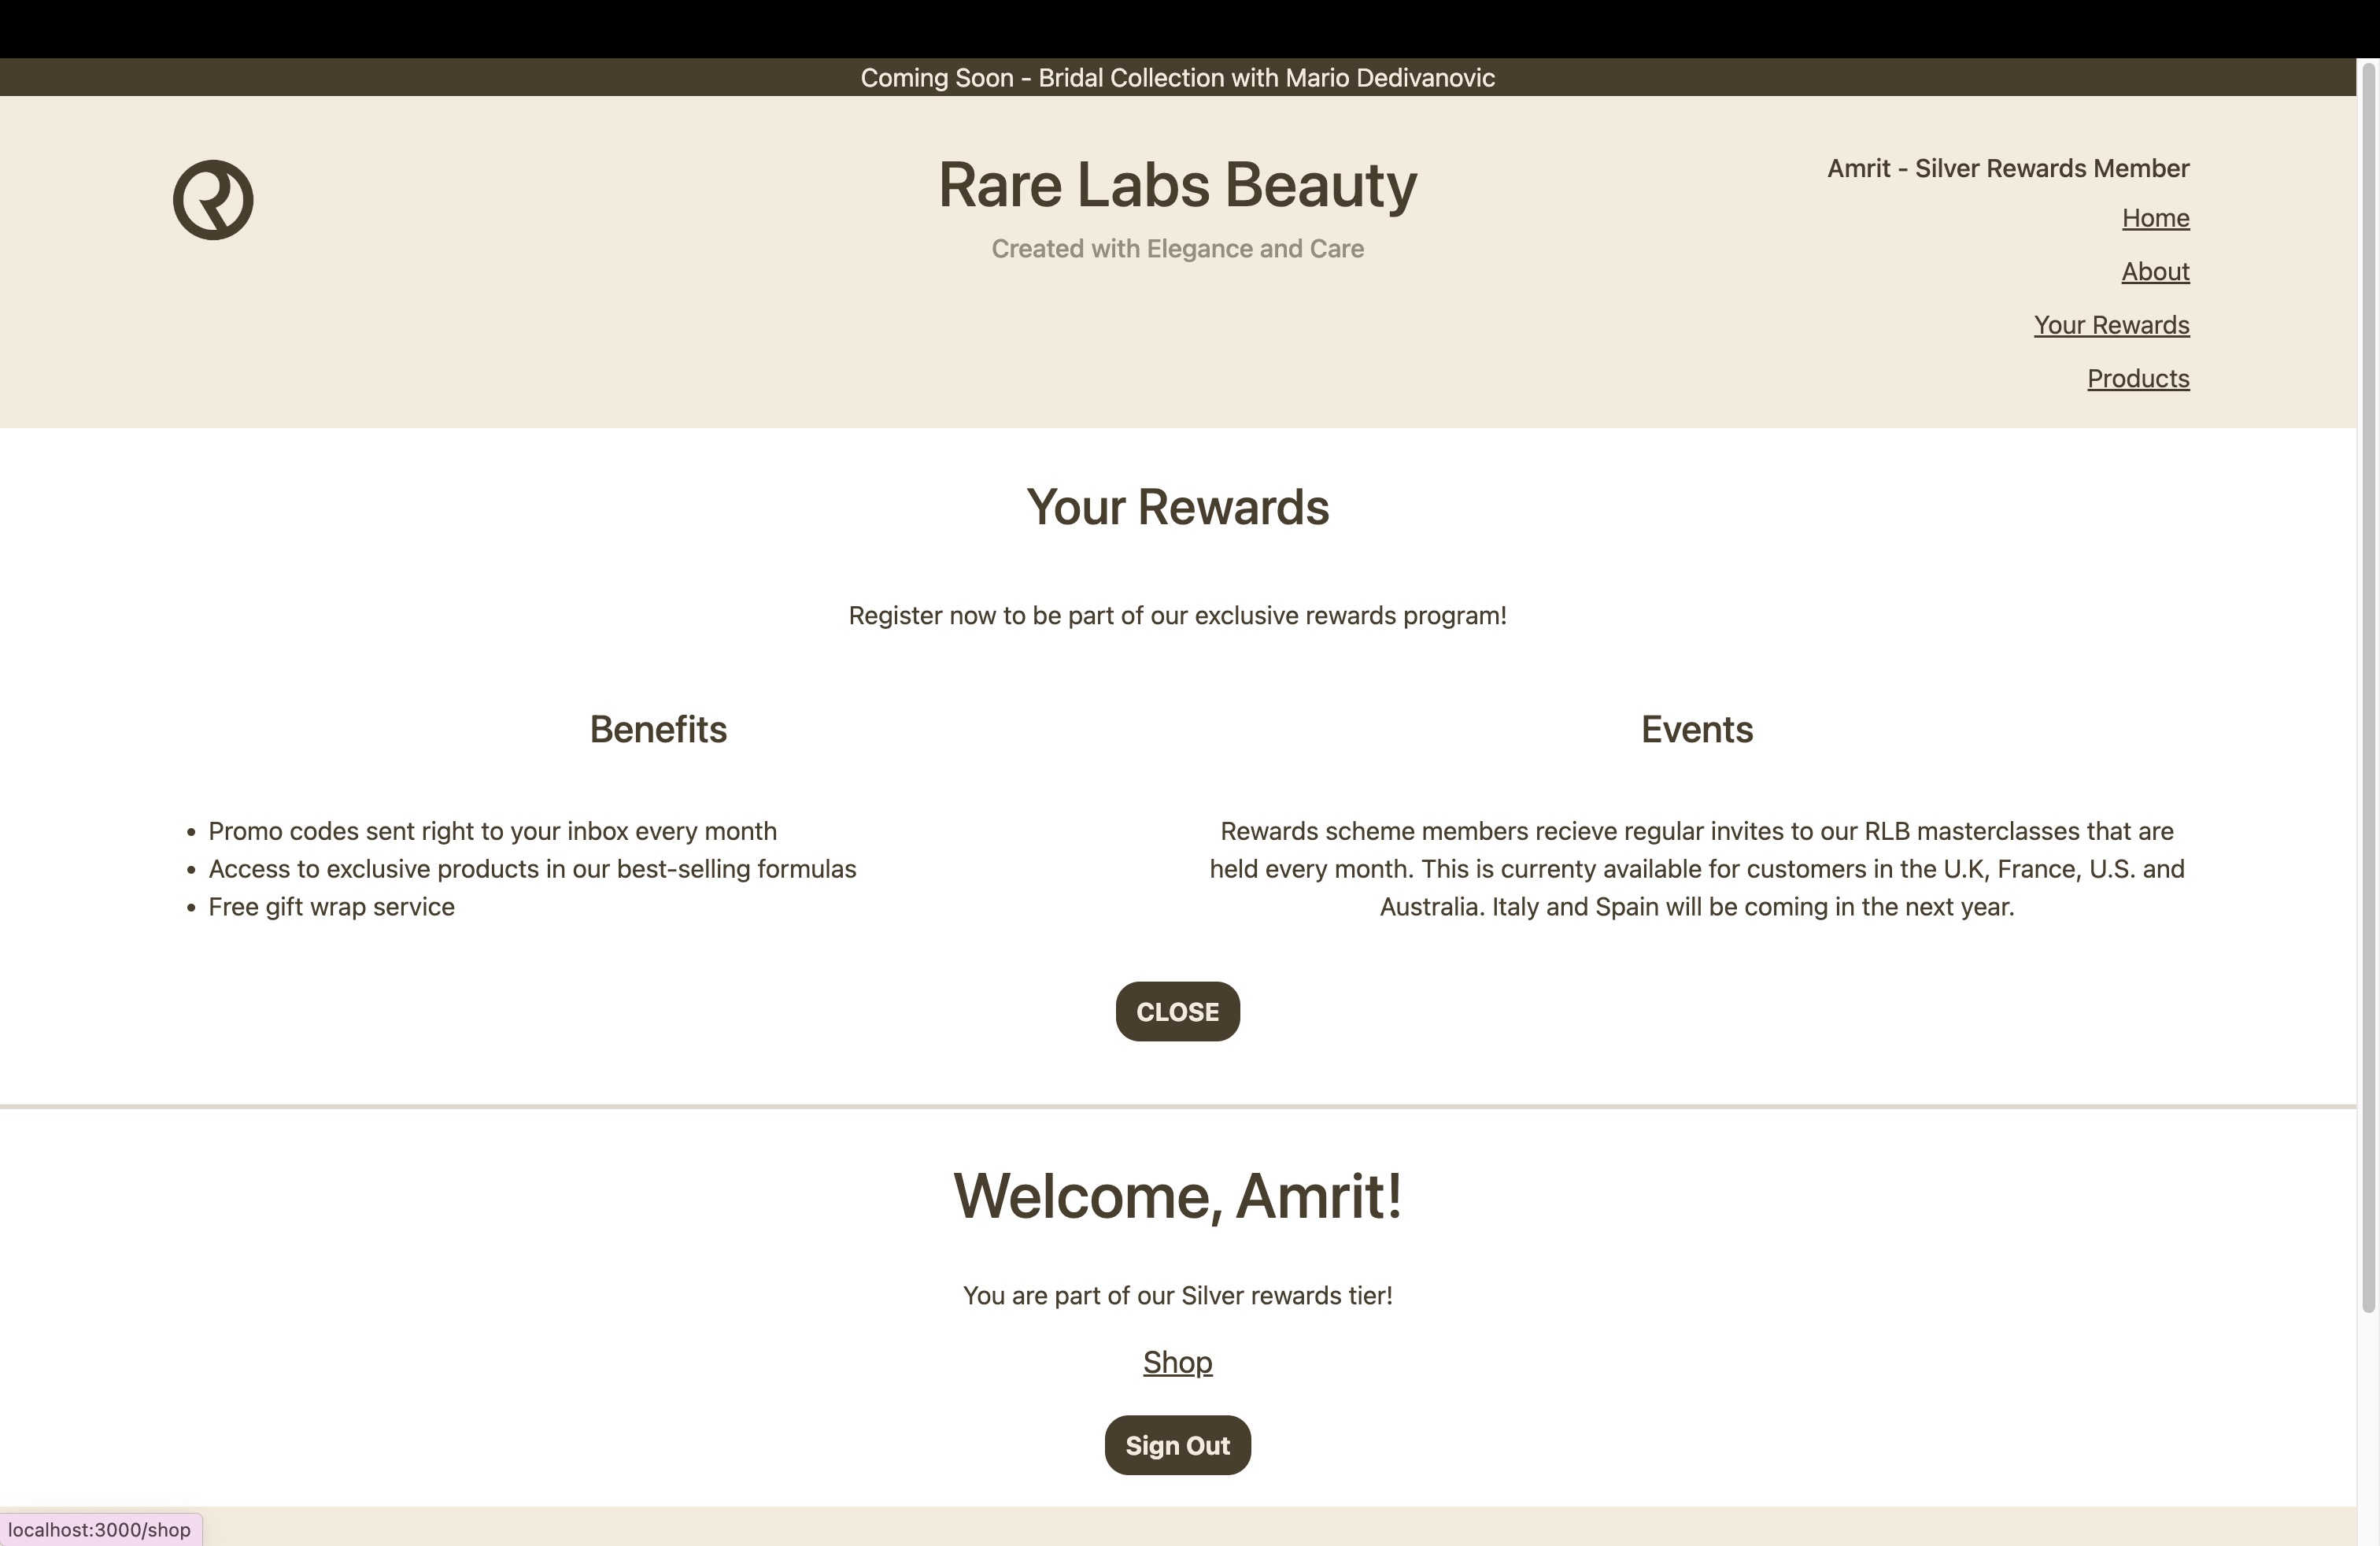 Coming Soon - Bridal Collection with Mario Dedivanovic
Rare Labs Beauty
Created with Elegance and Care
Amrit - Silver Rewards Member
Home
About
Your Rewards
Products
Your Rewards
Register now to be part of our exclusive rewards program!
Benefits
• Promo codes sent right to your inbox every month
• Access to exclusive products in our best-selling formulas
• Free gift wrap service
Events
Rewards scheme members recieve regular invites to our RLB masterclasses that are
held every month. This is currenty available for customers in the U.K, France, U.S. and
Australia. Italy and Spain will be coming in the next year.
CLOSE
Welcome, Amrit!
You are part of our Silver rewards tier!
Shop
Sign Out
localhost:3000/shop